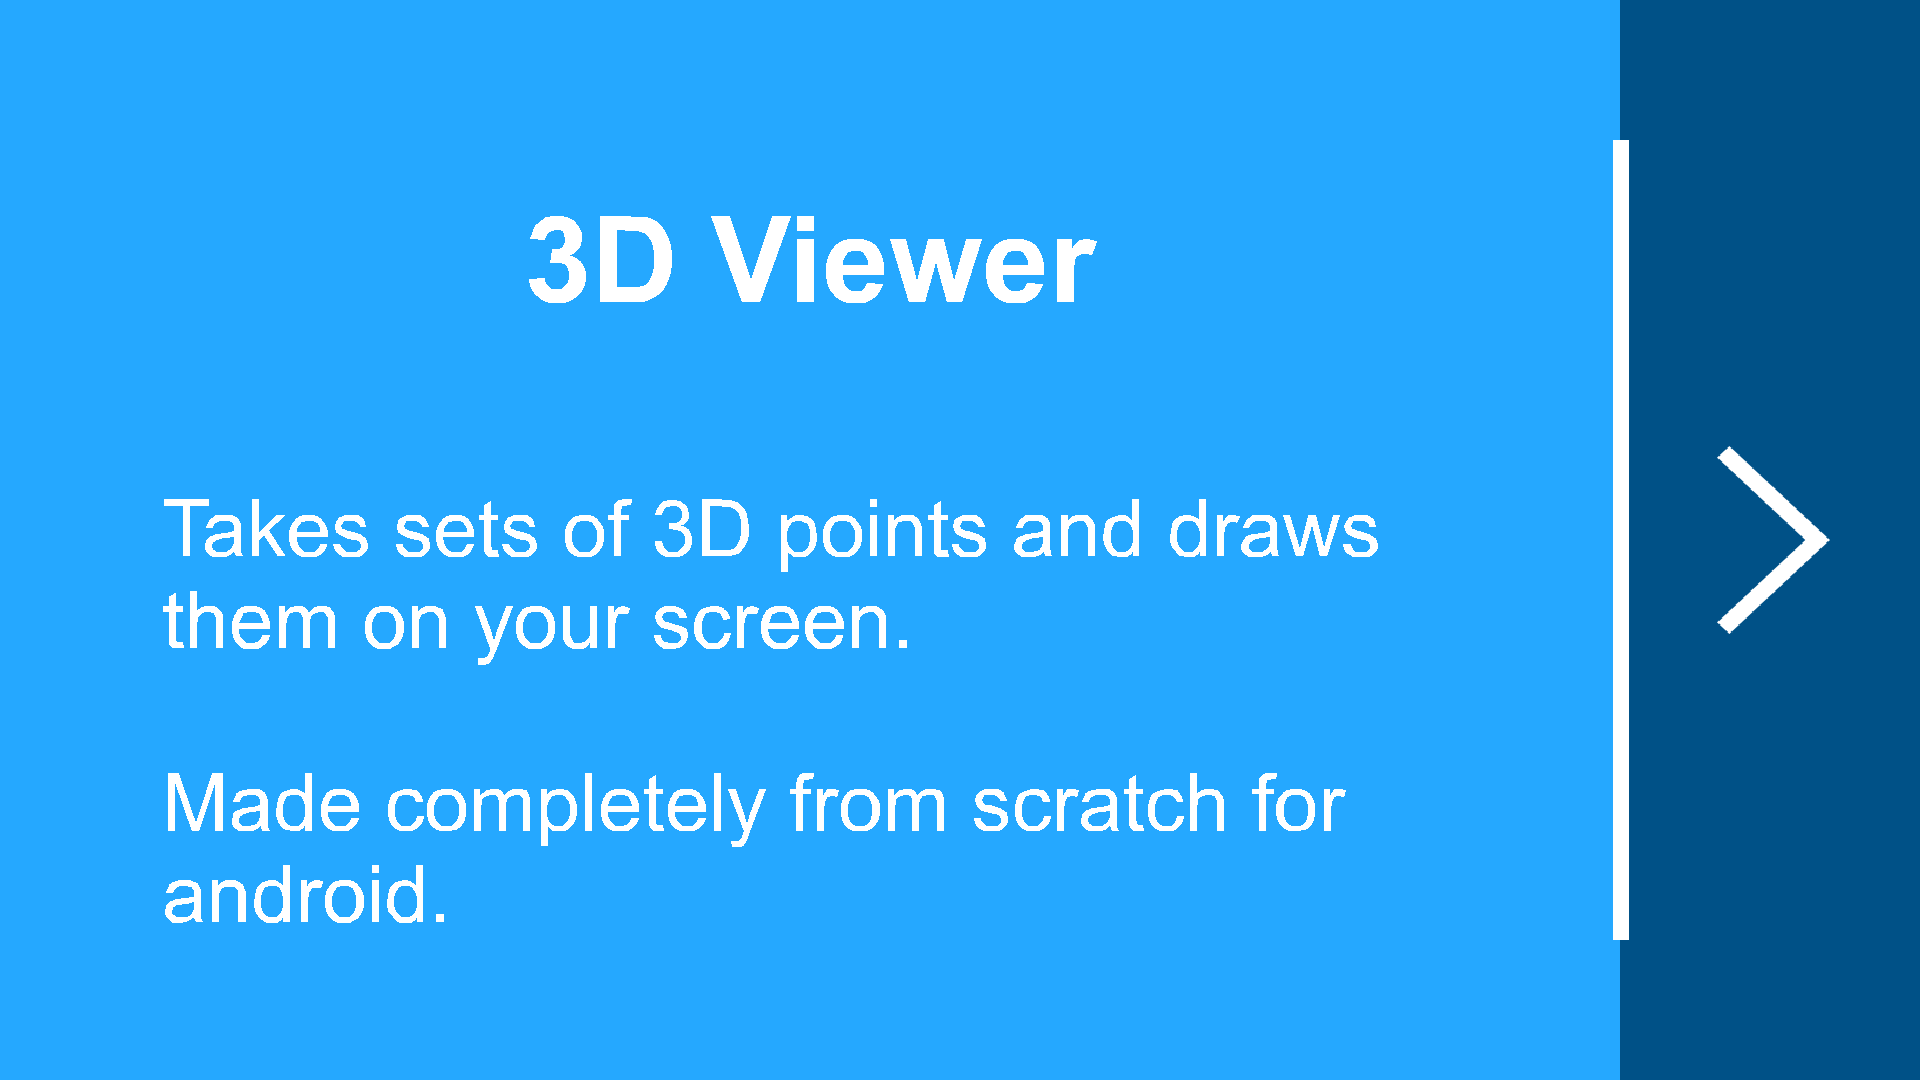 3D Viewer
Takes sets of 3D points and draws
them on your screen.
Made completely from scratch for
android.